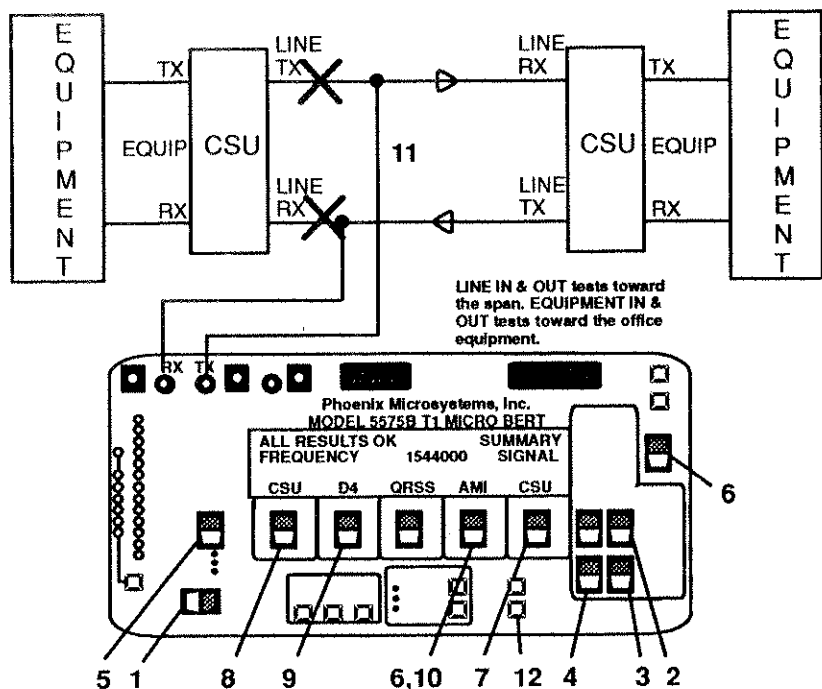 EQUIPMENT
TX
EQUIP
RX
CSU
LINE
TX
LINE
RX
11
LINE
RX
LINE
TX
CSU
TX
EQUIP
RX
EQUIPMENT
LINE IN & OUT tests toward
the span. EQUIPMENT IN &
OUT tests toward the office
equipment.
RX TX
Phoenix Microsystems, Inc.
MODEL 5575B T1 MICRO BERT
ALL RESULTS OK SUMMARY
FREQUENCY 1544000 SIGNAL
CSU D4 QRSS AMI CSU
6
5 1 8 9 6,10 7 12 4 3 2